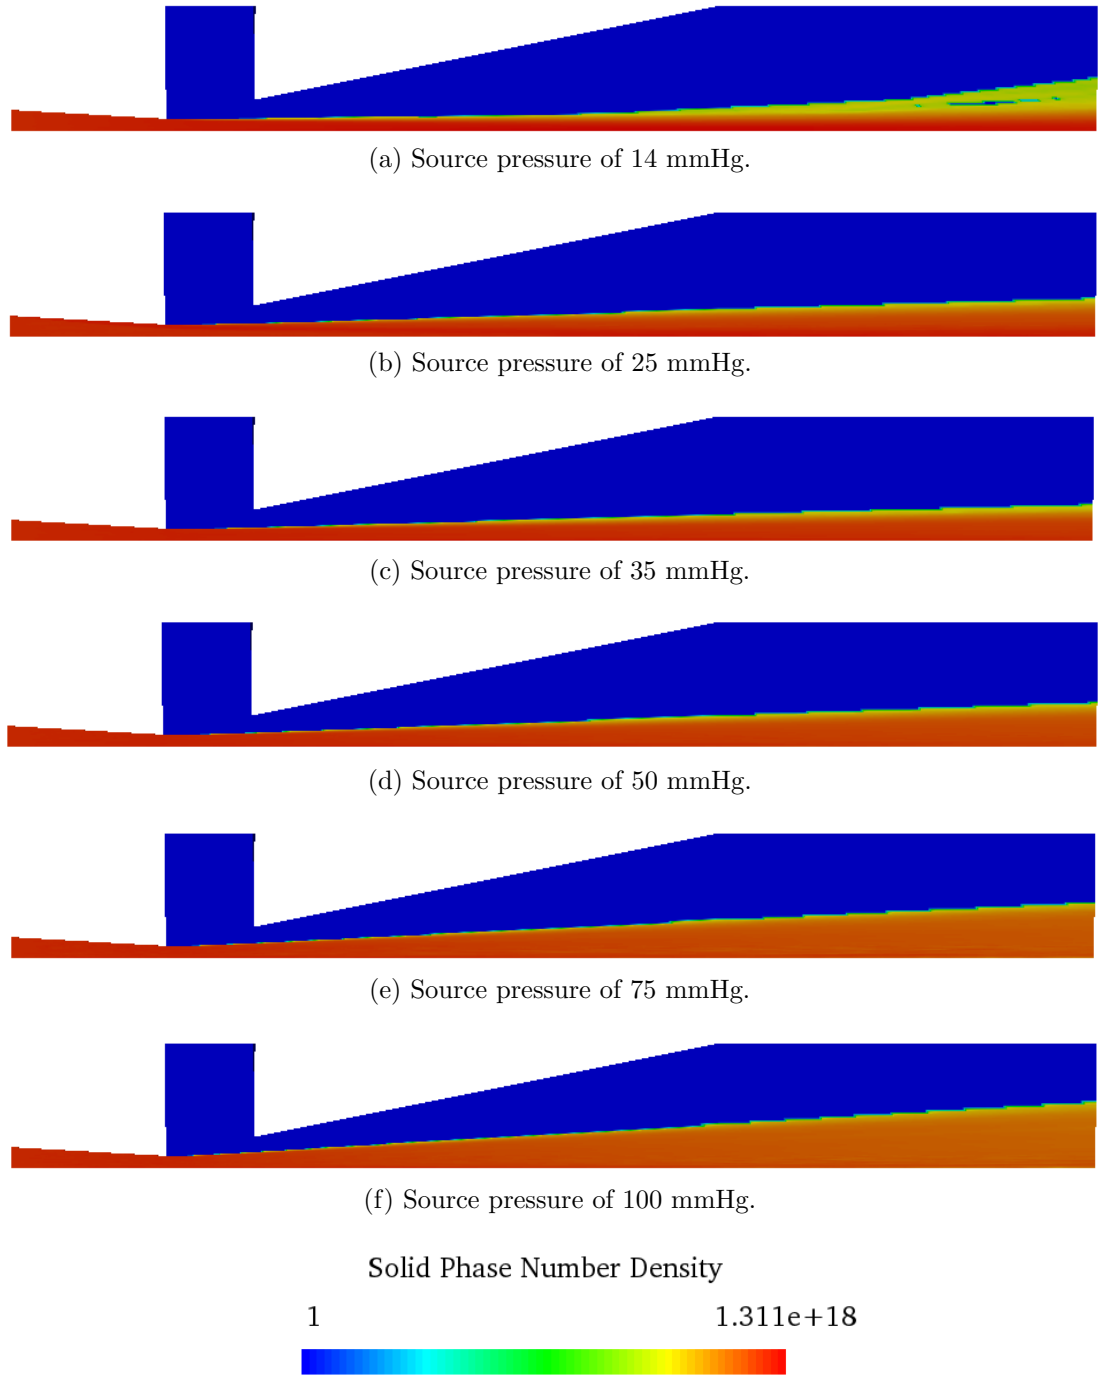 (a) Source pressure of 14 mmHg.
(b) Source pressure of 25 mmHg.
(c) Source pressure of 35 mmHg.
(d) Source pressure of 50 mmHg.
(e) Source pressure of 75 mmHg.
(f) Source pressure of 100 mmHg.
Solid Phase Number Density
1 1.311e+18